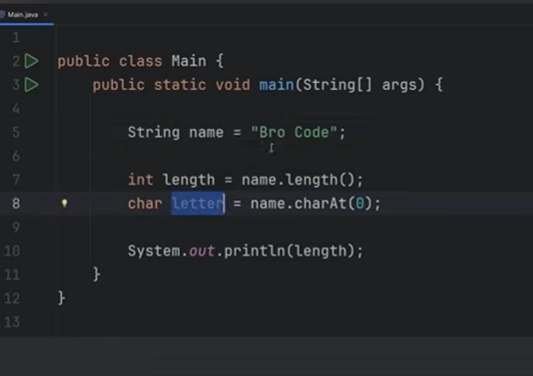 Main.java ×
1
2 public class Main {
3 public static void main(String[] args) {
4
5 String name = "Bro Code";
6
7 int length = name.length();
8 char letter = name.charAt(0);
9
10 System.out.println(length);
11 }
12 }
13